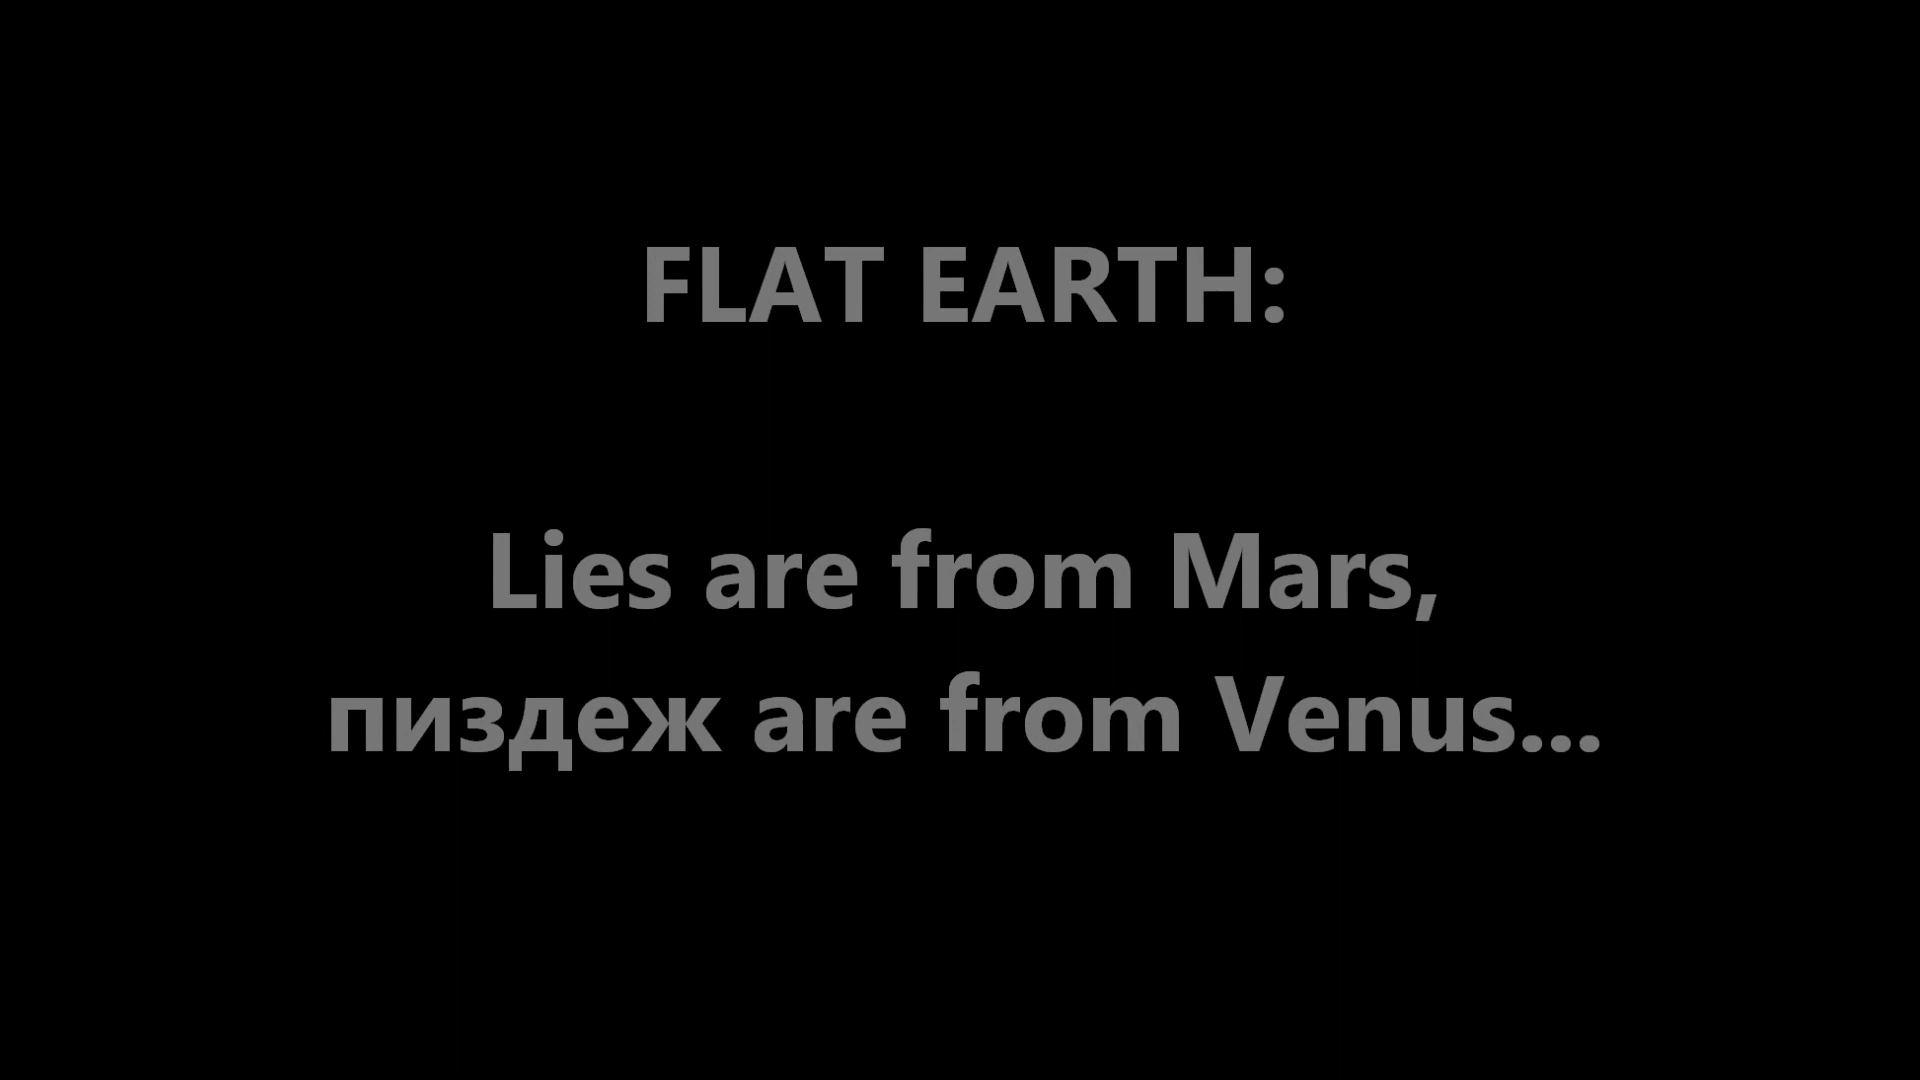 FLAT EARTH:
Lies are from Mars,
пиздеж are from Venus...